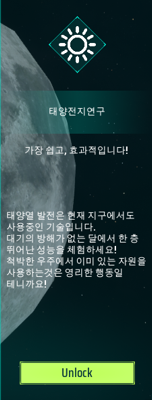 태양전지연구
가장 쉽고, 효과적입니다!
태양열 발전은 현재 지구에서도
사용중인 기술입니다.
대기의 방해가 없는 달에서 한 층
뛰어난 성능을 체험하세요!
척박한 우주에서 이미 있는 자원을
사용하는것은 영리한 행동일
테니까요!
Unlock